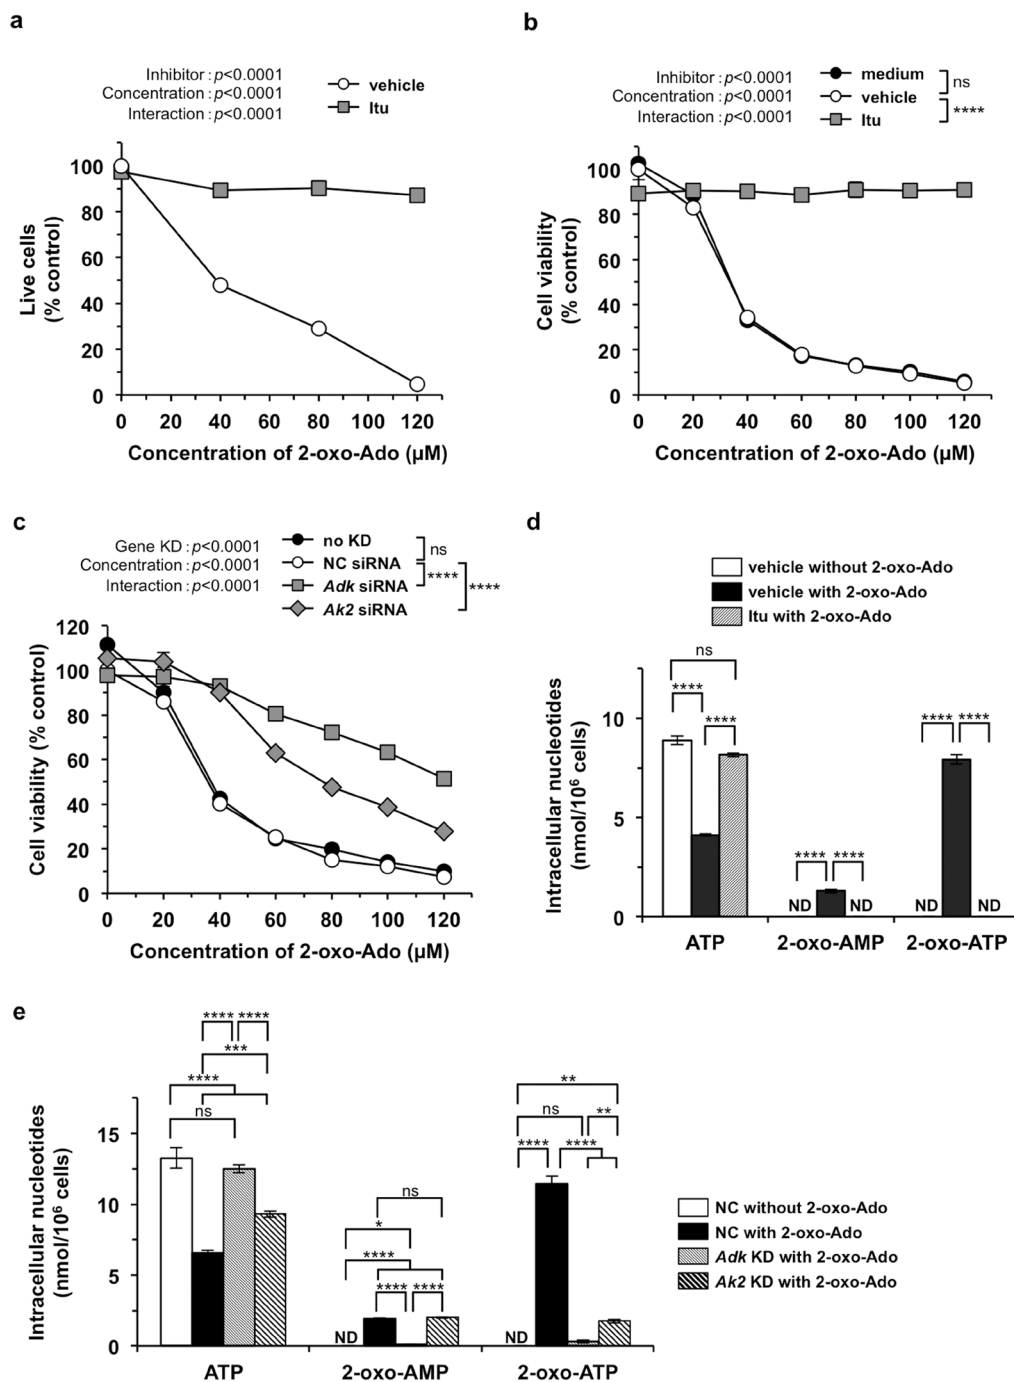 a
Inhibitor : p<0.0001
Concentration : p<0.0001
Interaction : p<0.0001
vehicle
Itu
100
80
60
40
20
0
Live cells
(% control)
0 20 40 60 80 100 120
Concentration of 2-oxo-Ado (µM)
b
Inhibitor : p<0.0001
Concentration : p<0.0001
Interaction : p<0.0001
medium
vehicle
Itu
ns
****
100
80
60
40
20
0
Cell viability
(% control)
0 20 40 60 80 100 120
Concentration of 2-oxo-Ado (µM)
c
Gene KD : p<0.0001
Concentration : p<0.0001
Interaction : p<0.0001
no KD
NC siRNA
Adk siRNA
Ak2 siRNA
ns
****
****
120
100
80
60
40
20
0
Cell viability (% control)
0 20 40 60 80 100 120
Concentration of 2-oxo-Ado (µM)
d
vehicle without 2-oxo-Ado
vehicle with 2-oxo-Ado
Itu with 2-oxo-Ado
ns
**** ****
**** ****
**** ****
10
5
0
Intracellular nucleotides
(nmol/10⁶ cells)
ND ND ND ND
ATP 2-oxo-AMP 2-oxo-ATP
e
**** ****
***
****
ns
ns
*
****
**** ****
**
ns **
**** ****
15
10
5
0
Intracellular nucleotides
(nmol/10⁶ cells)
ND ND
ATP 2-oxo-AMP 2-oxo-ATP
NC without 2-oxo-Ado
NC with 2-oxo-Ado
Adk KD with 2-oxo-Ado
Ak2 KD with 2-oxo-Ado